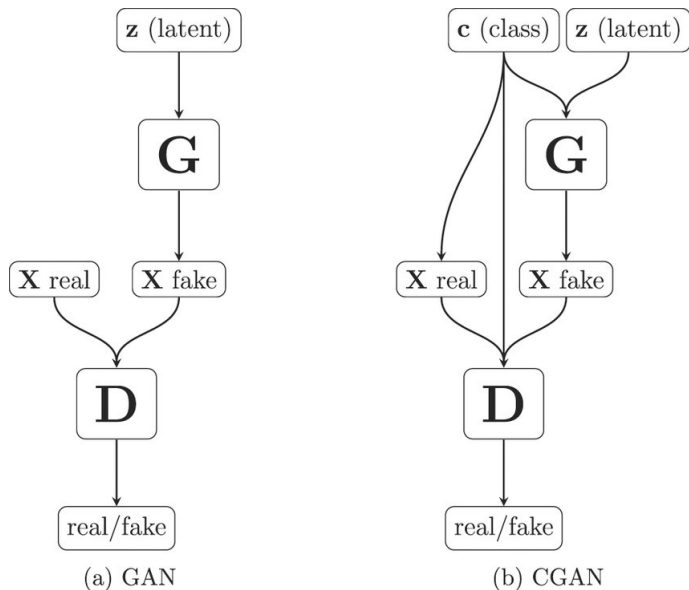 z (latent)
G
X real
X fake
D
real/fake
(a) GAN
c (class)
z (latent)
G
X real
X fake
D
real/fake
(b) CGAN